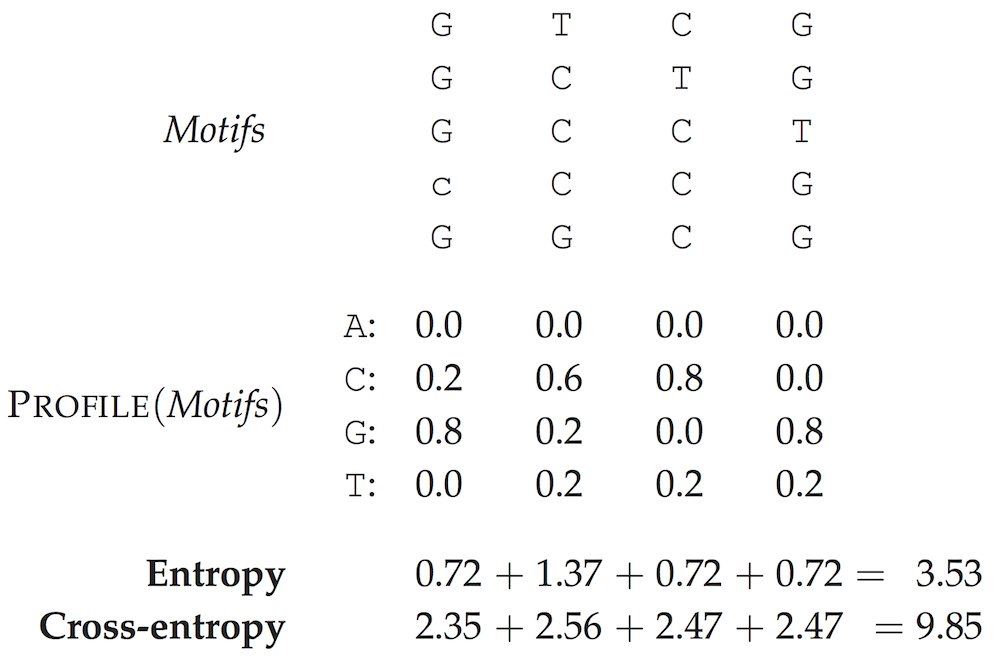 G T C G
G C T G
Motifs G C C T
c C C G
G G C G
A: 0.0 0.0 0.0 0.0
C: 0.2 0.6 0.8 0.0
PROFILE(Motifs)
G: 0.8 0.2 0.0 0.8
T: 0.0 0.2 0.2 0.2
Entropy 0.72 + 1.37 + 0.72 + 0.72 = 3.53
Cross-entropy 2.35 + 2.56 + 2.47 + 2.47 = 9.85